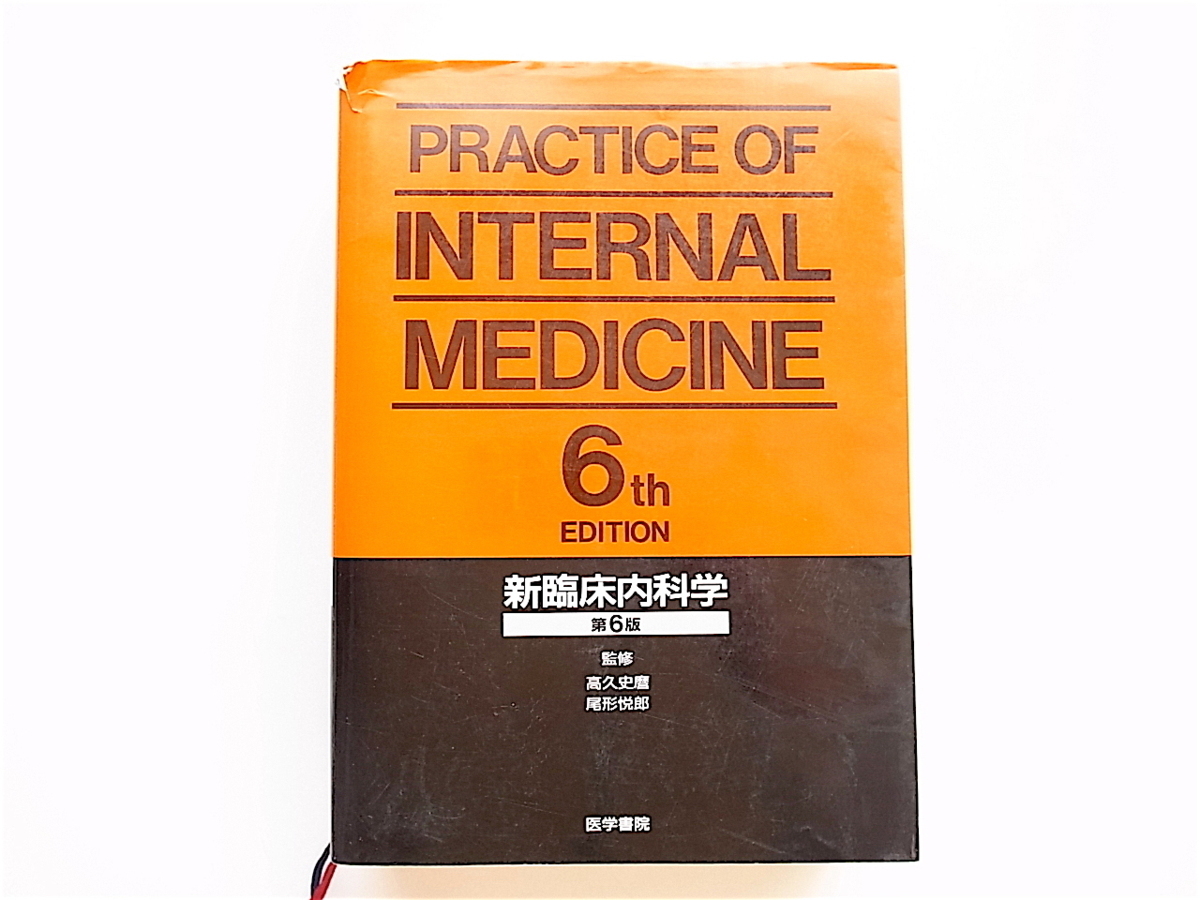 PRACTICE OF
INTERNAL
MEDICINE
6th
EDITION
新臨床内科学
第6版
監修
高久史麿
尾形悦郎
医学書院